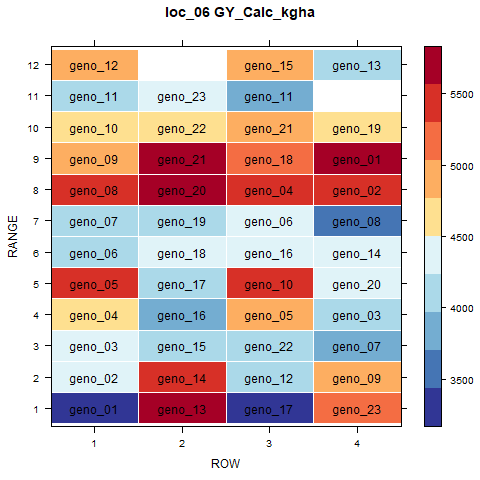 loc_06 GY_Calc_kgha
12 geno_12 geno_15 geno_13
11 geno_11 geno_23 geno_11
10 geno_10 geno_22 geno_21 geno_19
9 geno_09 geno_21 geno_18 geno_01
8 geno_08 geno_20 geno_04 geno_02
7 geno_07 geno_19 geno_06 geno_08
6 geno_06 geno_18 geno_16 geno_14
5 geno_05 geno_17 geno_10 geno_20
4 geno_04 geno_16 geno_05 geno_03
3 geno_03 geno_15 geno_22 geno_07
2 geno_02 geno_14 geno_12 geno_09
1 geno_01 geno_13 geno_17 geno_23
1 2 3 4
ROW
RANGE
5500
5000
4500
4000
3500